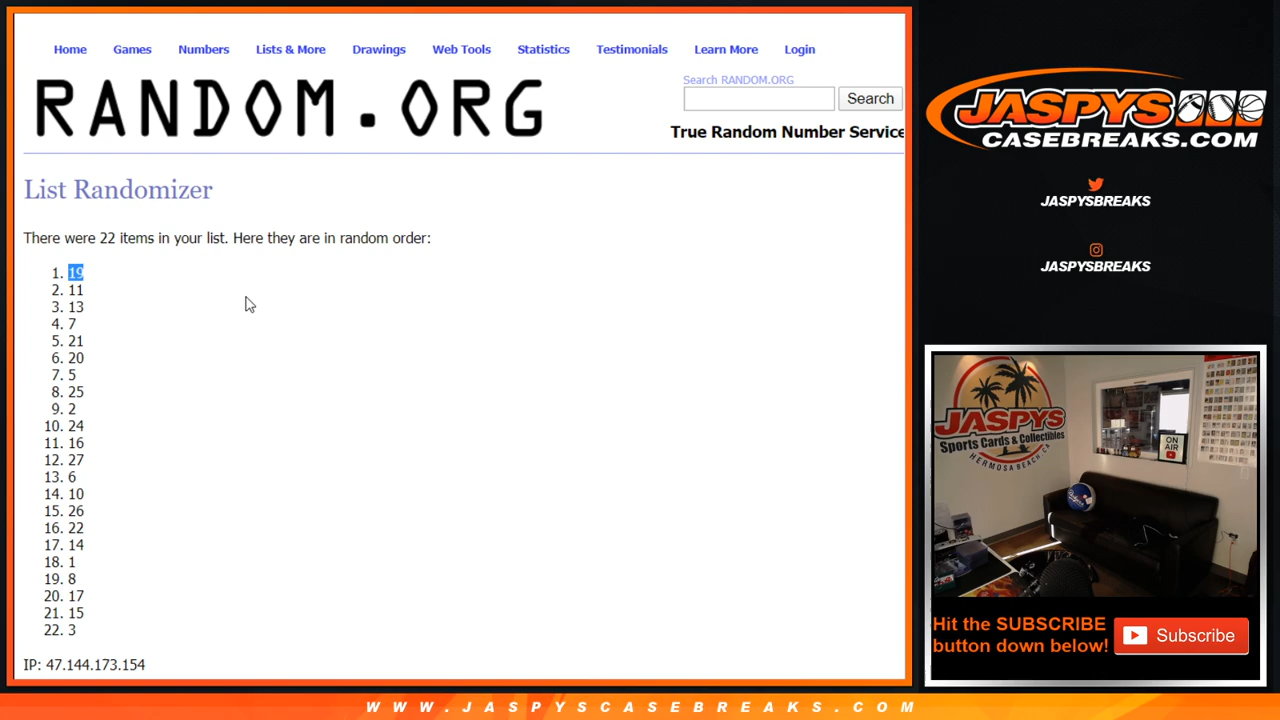 Home Games Numbers Lists & More Drawings Web Tools Statistics Testimonials Learn More Login
RANDOM.ORG
Search RANDOM.ORG
Search
True Random Number Service
List Randomizer
There were 22 items in your list. Here they are in random order:
1. 19
2. 11
3. 13
4. 7
5. 21
6. 20
7. 5
8. 25
9. 2
10. 24
11. 16
12. 27
13. 6
14. 10
15. 26
16. 22
17. 14
18. 1
19. 8
20. 17
21. 15
22. 3
IP: 47.144.173.154
JASPYS
CASEBREAKS.COM
JASPYSBREAKS
JASPYSBREAKS
JASPYS
Sports Cards & Collectibles
HERMOSA BEACH, CA
ON
AIR
Hit the SUBSCRIBE
button down below!
Subscribe
WWW.JASPYSCASEBREAKS.COM